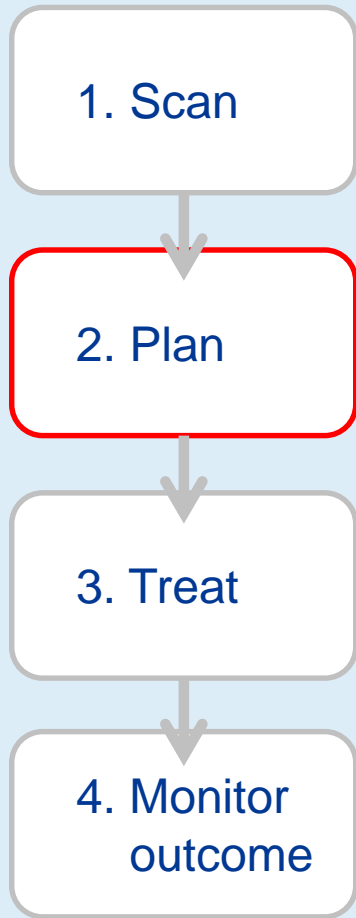 1. Scan
2. Plan
3. Treat
4. Monitor
outcome